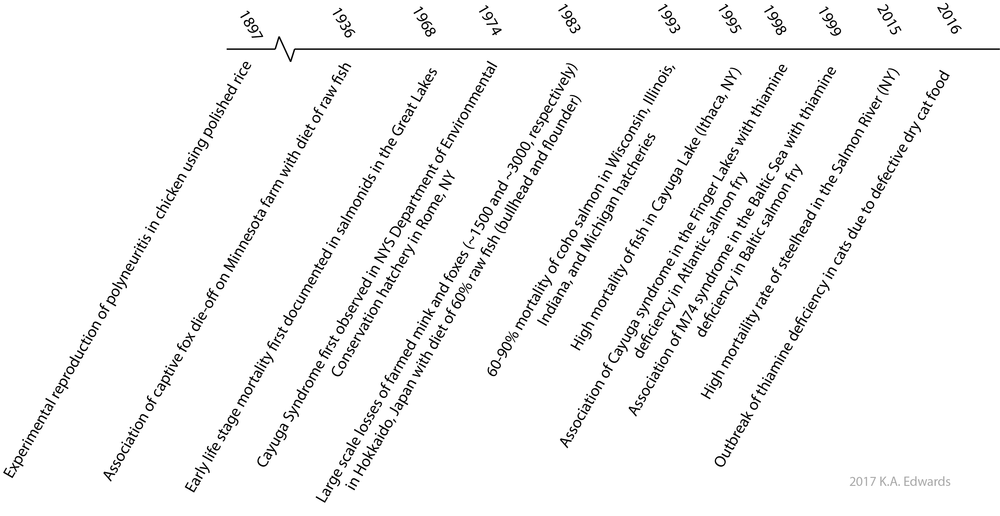 1897
1936
1968
1974
1983
1993
1995
1998
1999
2015
2016
Experimental reproduction of polyneuritis in chicken using polished rice
Association of captive fox die-off on Minnesota farm with diet of raw fish
Early life stage mortality first documented in salmonids in the Great Lakes
Cayuga Syndrome first observed in NYS Department of Environmental
Conservation hatchery in Rome, NY
Large scale losses of farmed mink and foxes (~1500 and ~3000, respectively)
in Hokkaido, Japan with diet of 60% raw fish (bullhead and flounder)
60-90% mortality of coho salmon in Wisconsin, Illinois,
Indiana, and Michigan hatcheries
High mortality of fish in Cayuga Lake (Ithaca, NY)
Association of Cayuga syndrome in the Finger Lakes with thiamine
deficiency in Atlantic salmon fry
Association of M74 syndrome in the Baltic Sea with thiamine
deficiency in Baltic salmon fry
High mortaility rate of steelhead in the Salmon River (NY)
Outbreak of thiamine deficiency in cats due to defective dry cat food
2017 K.A. Edwards